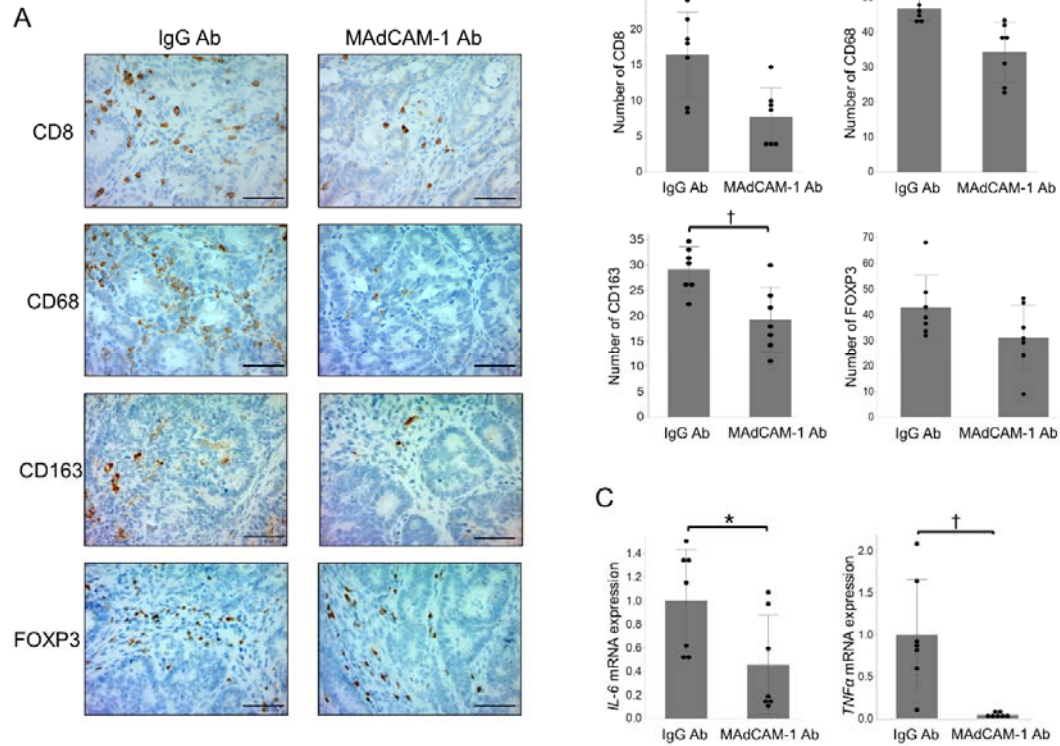 A
IgG Ab
MAdCAM-1 Ab
CD8
CD68
CD163
FOXP3
Number of CD8
20
15
10
5
0
IgG Ab
MAdCAM-1 Ab
Number of CD68
40
30
20
10
0
IgG Ab
MAdCAM-1 Ab
†
Number of CD163
35
30
25
20
15
10
5
0
IgG Ab
MAdCAM-1 Ab
Number of FOXP3
70
60
50
40
30
20
10
0
IgG Ab
MAdCAM-1 Ab
C
*
IL-6 mRNA expression
1.4
1.2
1.0
0.8
0.6
0.4
0.2
0.0
IgG Ab
MAdCAM-1 Ab
†
TNFα mRNA expression
2.0
1.5
1.0
0.5
0.0
IgG Ab
MAdCAM-1 Ab